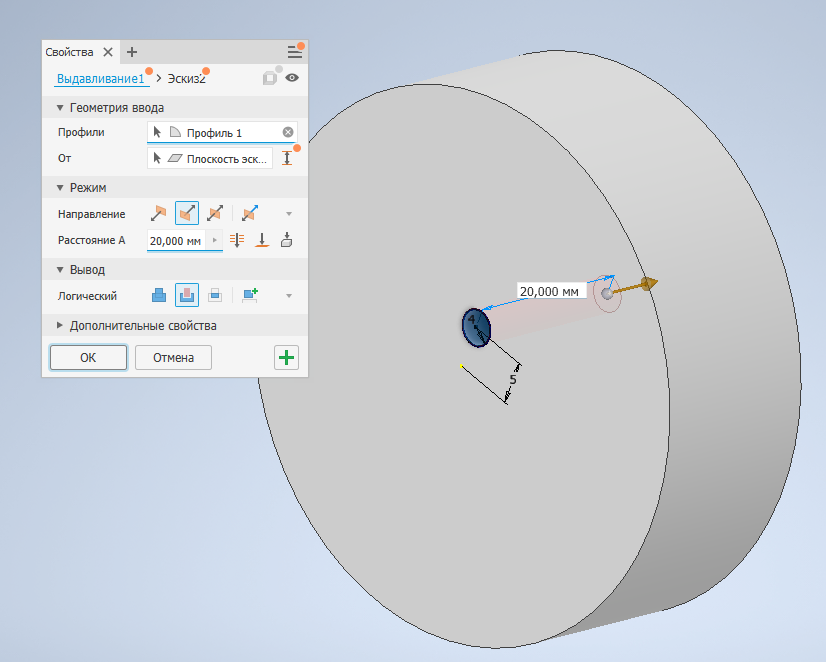 Свойства
Выдавливание1 > Эскиз2
Геометрия ввода
Профили Профиль 1
От Плоскость эск...
Режим
Направление
Расстояние A 20,000 мм
Вывод
Логический
Дополнительные свойства
OK Отмена
20,000 мм
4
5